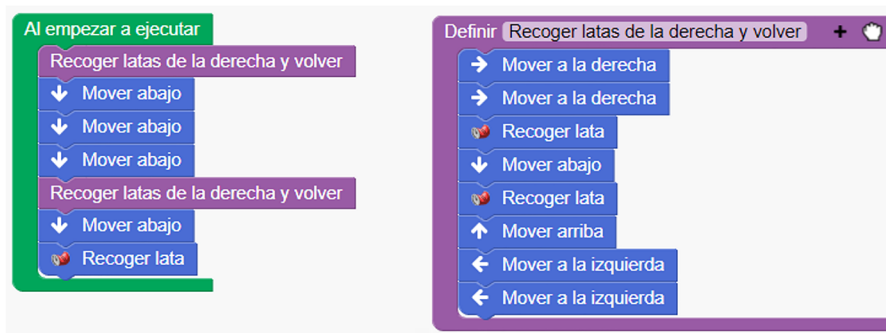 Al empezar a ejecutar
Recoger latas de la derecha y volver
Mover abajo
Mover abajo
Mover abajo
Recoger latas de la derecha y volver
Mover abajo
Recoger lata
Definir Recoger latas de la derecha y volver
Mover a la derecha
Mover a la derecha
Recoger lata
Mover abajo
Recoger lata
Mover arriba
Mover a la izquierda
Mover a la izquierda